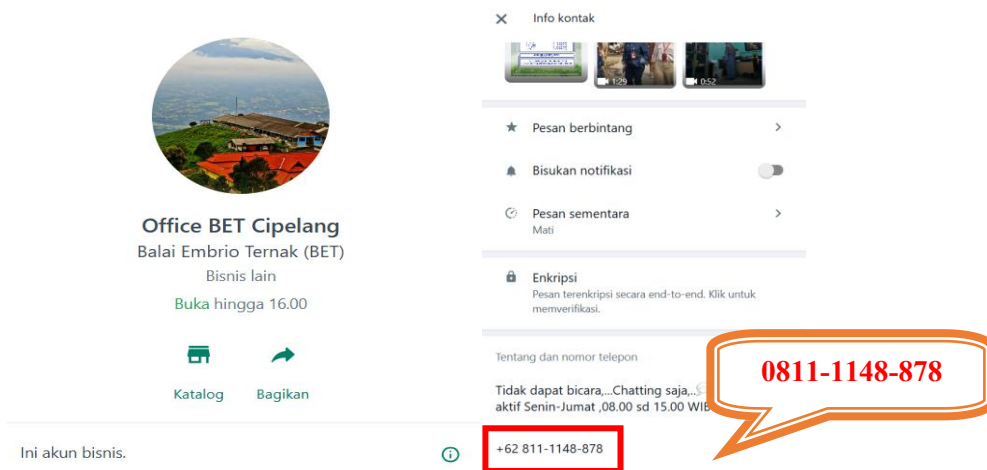 Office BET Cipelang
Balai Embrio Ternak (BET)
Bisnis lain
Buka hingga 16.00
Katalog
Bagikan
Ini akun bisnis.
Info kontak
1:29
0:52
Pesan berbintang
Bisukan notifikasi
Pesan sementara
Mati
Enkripsi
Pesan terenkripsi secara end-to-end. Klik untuk
memverifikasi.
Tentang dan nomor telepon
Tidak dapat bicara,...Chatting saja,..
aktif Senin-Jumat ,08.00 sd 15.00 WIB
+62 811-1148-878
0811-1148-878